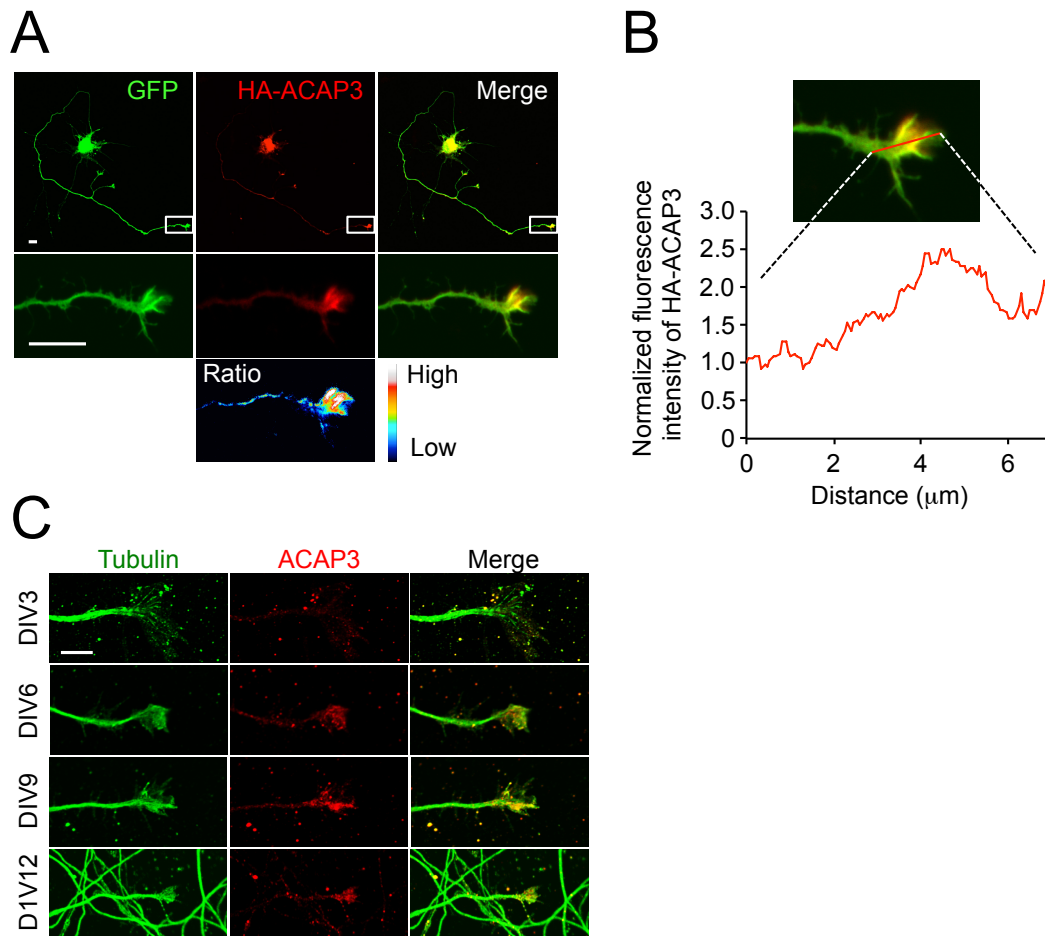 A
GFP
HA-ACAP3
Merge
Ratio
High
Low
B
Normalized fluorescence
intensity of HA-ACAP3
3.0
2.5
2.0
1.5
1.0
0.5
0
0 2 4 6
Distance (μm)
C
Tubulin ACAP3 Merge
DIV3
DIV6
DIV9
D1V12